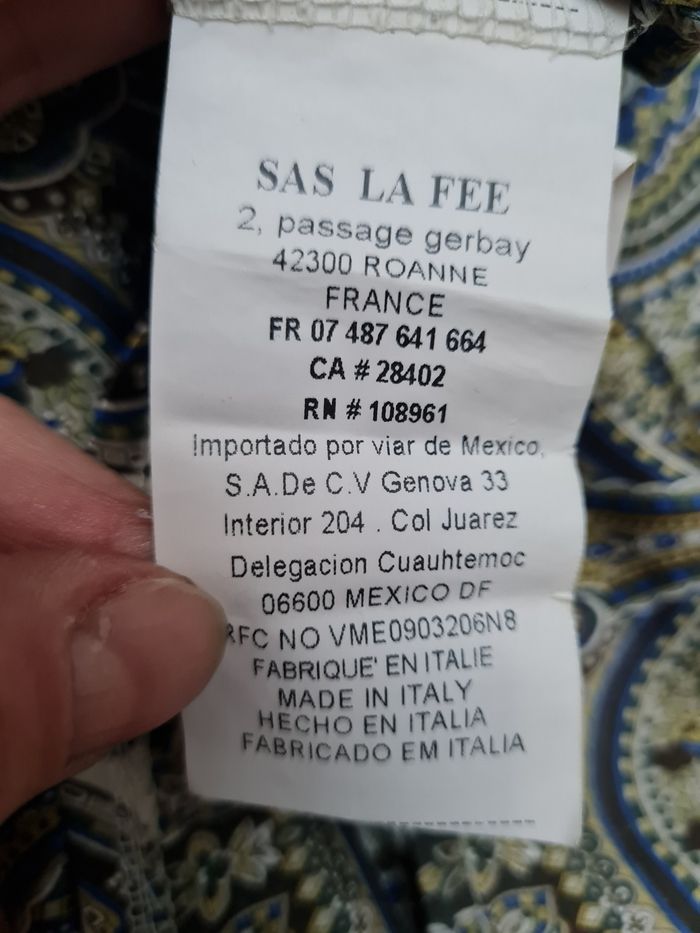 SAS LA FEE
2, passage gerbay
42300 ROANNE
FRANCE
FR 07 487 641 664
CA # 28402
RN # 108961
Importado por viar de Mexico,
S.A.De C.V Genova 33
Interior 204 . Col Juarez
Delegacion Cuauhtemoc
06600 MEXICO DF
RFC NO VME0903206N8
FABRIQUE' EN ITALIE
MADE IN ITALY
HECHO EN ITALIA
FABRICADO EM ITALIA